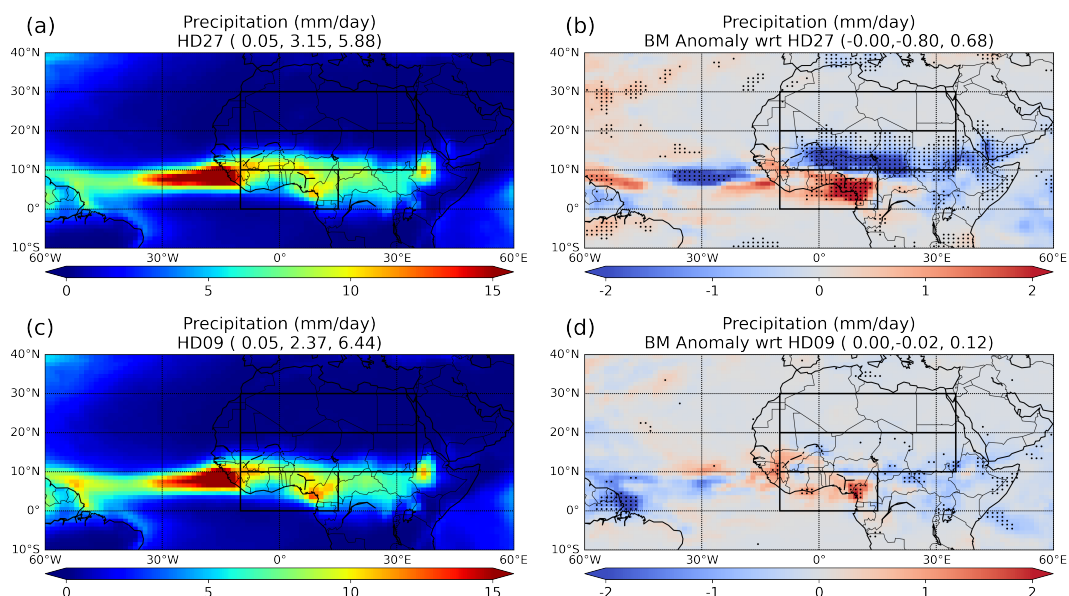 (a)
Precipitation (mm/day)
HD27 ( 0.05, 3.15, 5.88)
40°N
30°N
20°N
10°N
0°
10°S
60°W
30°W
0°
30°E
60°E
0
5
10
15
(b)
Precipitation (mm/day)
BM Anomaly wrt HD27 (-0.00,-0.80, 0.68)
40°N
30°N
20°N
10°N
0°
10°S
60°W
30°W
0°
30°E
60°E
-2
-1
0
1
2
(c)
Precipitation (mm/day)
HD09 ( 0.05, 2.37, 6.44)
40°N
30°N
20°N
10°N
0°
10°S
60°W
30°W
0°
30°E
60°E
0
5
10
15
(d)
Precipitation (mm/day)
BM Anomaly wrt HD09 ( 0.00,-0.02, 0.12)
40°N
30°N
20°N
10°N
0°
10°S
60°W
30°W
0°
30°E
60°E
-2
-1
0
1
2